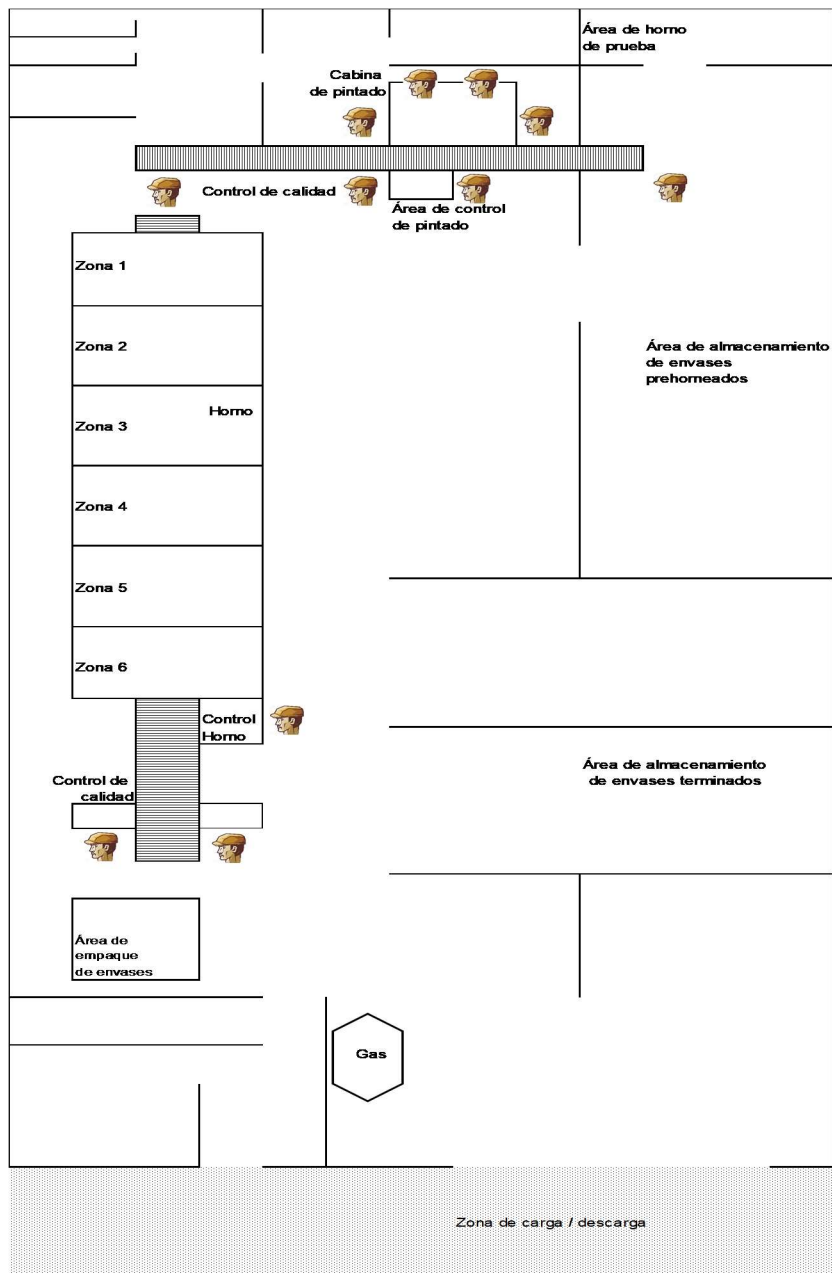 Área de horno
de prueba
Cabina
de pintado
Control de calidad
Área de control
de pintado
Zona 1
Zona 2
Área de almacenamiento
de envases
prehorneados
Horno
Zona 3
Zona 4
Zona 5
Zona 6
Control
Horno
Control de
calidad
Área de almacenamiento
de envases terminados
Área de
empaque
de envases
Gas
Zona de carga / descarga